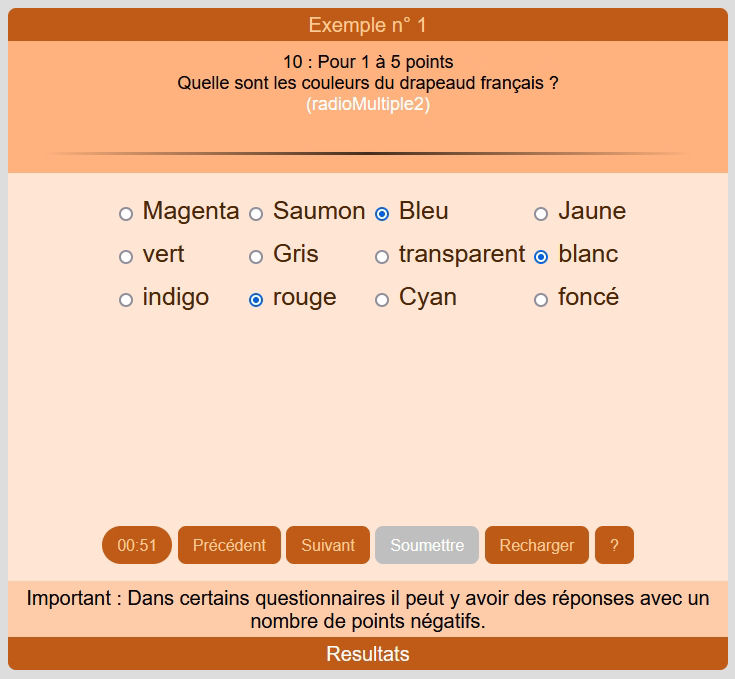 Exemple n° 1
10 : Pour 1 à 5 points
Quelle sont les couleurs du drapeaud français ?
(radioMultiple2)
Magenta Saumon Bleu Jaune
vert Gris transparent blanc
indigo rouge Cyan foncé
00:51 Précédent Suivant Soumettre Recharger ?
Important : Dans certains questionnaires il peut y avoir des réponses avec un
nombre de points négatifs.
Resultats